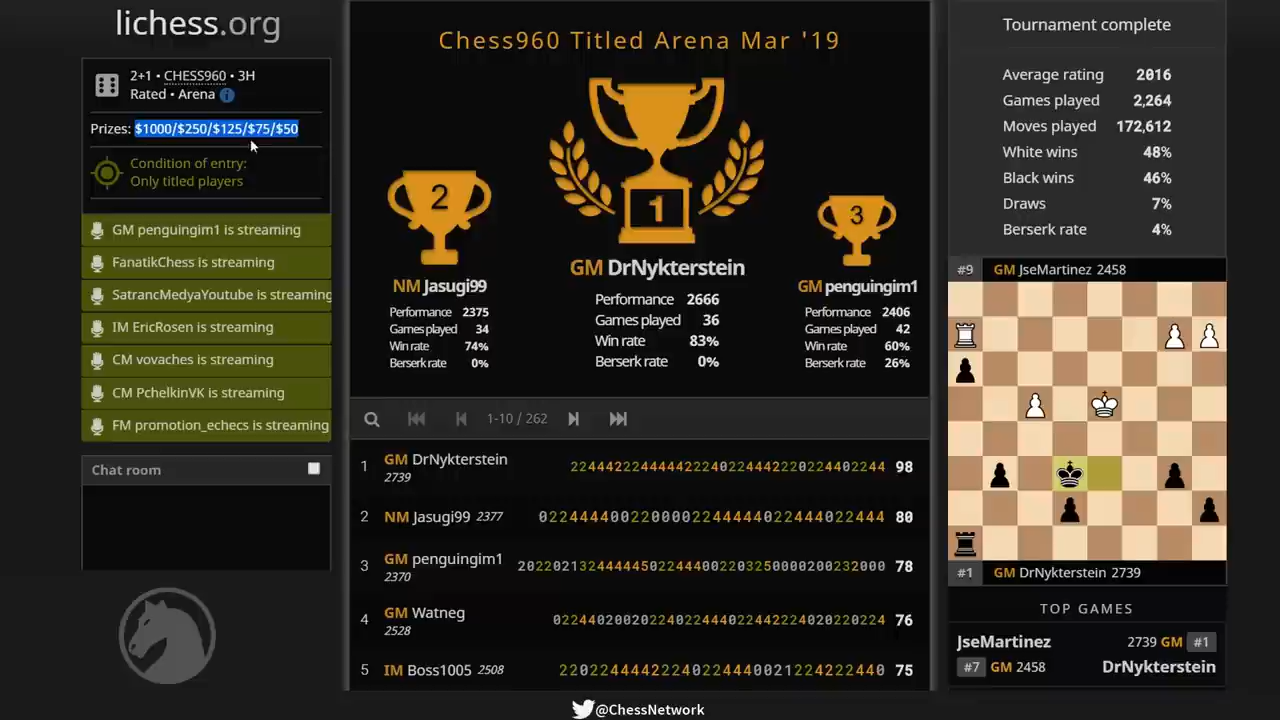 lichess.org
2+1 • CHESS960 • 3H
Rated • Arena
Prizes: $1000/$250/$125/$75/$50
Condition of entry:
Only titled players
GM penguingim1 is streaming
FanatikChess is streaming
SatrancMedyaYoutube is streaming
IM EricRosen is streaming
CM vovaches is streaming
CM PchelkinVK is streaming
FM promotion_echecs is streaming
Chat room
Chess960 Titled Arena Mar '19
2
1
3
NM Jasugi99
Performance 2375
Games played 34
Win rate 74%
Berserk rate 0%
GM DrNykterstein
Performance 2666
Games played 36
Win rate 83%
Berserk rate 0%
GM penguingim1
Performance 2406
Games played 42
Win rate 60%
Berserk rate 26%
1-10 / 262
1 GM DrNykterstein 2739 22244422244444422240224442220224402244 98
2 NM Jasugi99 2377 0224444002200002244444022444022444 80
3 GM penguingim1 2370 202202132444445022444002203250000200232000 78
4 GM Watneg 2528 022440200202240224440224422402022024 76
5 IM Boss1005 2508 22022444422240224440021224222440 75
Tournament complete
Average rating 2016
Games played 2,264
Moves played 172,612
White wins 48%
Black wins 46%
Draws 7%
Berserk rate 4%
#9 GM JseMartinez 2458
#1 GM DrNykterstein 2739
TOP GAMES
JseMartinez 2739 GM #1
#7 GM 2458 DrNykterstein
@ChessNetwork